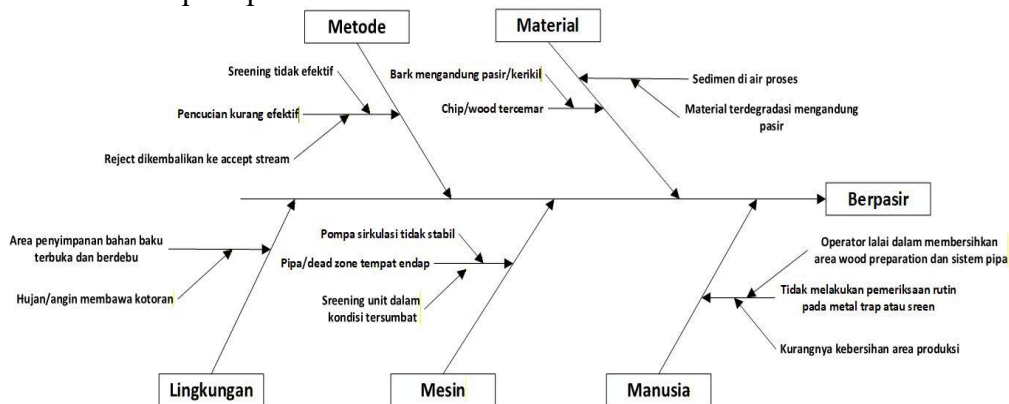 Metode
Material
Sreening tidak efektif
Bark mengandung pasir/kerikil
Sedimen di air proses
Pencucian kurang efektif
Chip/wood tercemar
Material terdegradasi mengandung
pasir
Reject dikembalikan ke accept stream
Berpasir
Area penyimpanan bahan baku
terbuka dan berdebu
Pompa sirkulasi tidak stabil
Operator lalai dalam membersihkan
area wood preparation dan sistem pipa
Pipa/dead zone tempat endap
Hujan/angin membawa kotoran
Sreening unit dalam
kondisi tersumbat
Tidak melakukan pemeriksaan rutin
pada metal trap atau sreen
Kurangnya kebersihan area produksi
Lingkungan
Mesin
Manusia